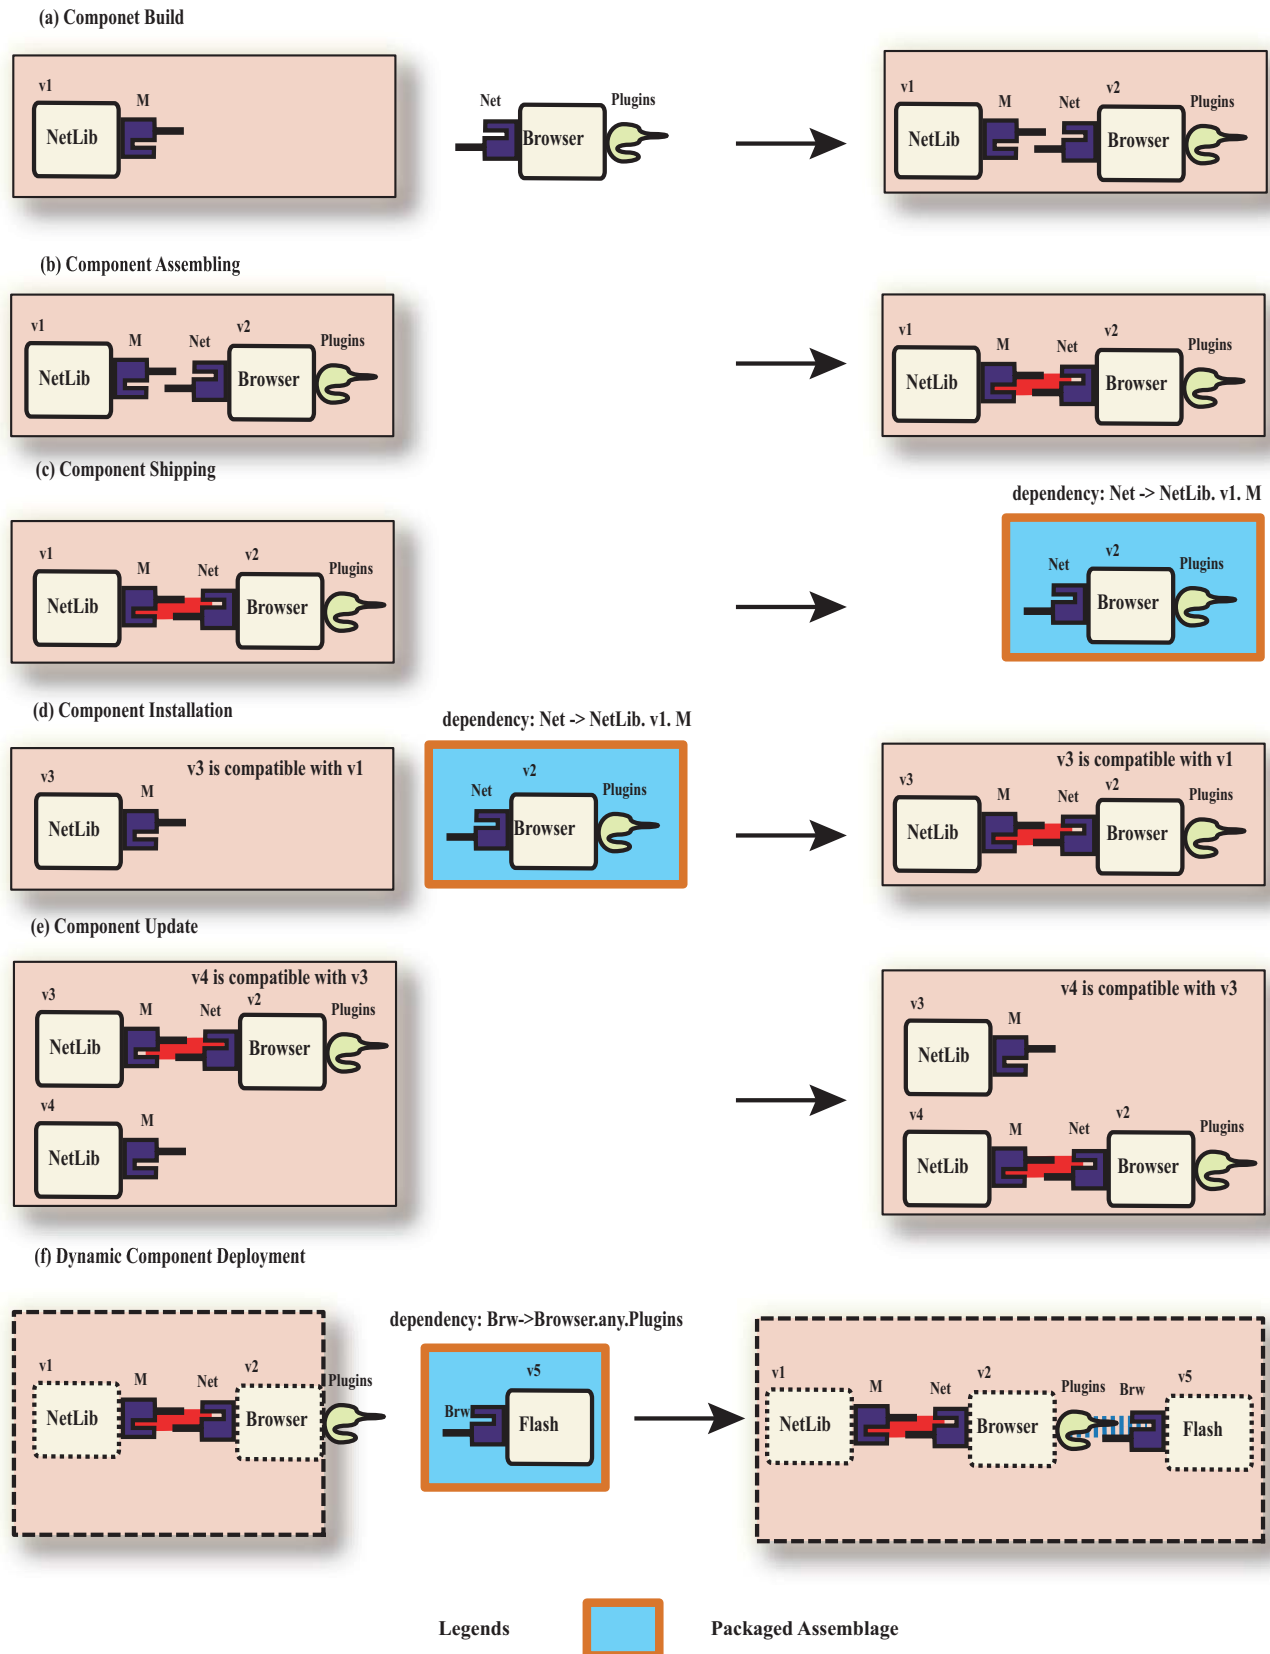 (a) Componet Build
v1
M
NetLib
Net
Plugins
Browser
v1
M
Net
v2
Plugins
NetLib
Browser
(b) Component Assembling
v1
M
Net
v2
Plugins
NetLib
Browser
v1
M
Net
v2
Plugins
NetLib
Browser
(c) Component Shipping
v1
M
Net
v2
Plugins
NetLib
Browser
dependency: Net -> NetLib. v1. M
Net
v2
Plugins
Browser
(d) Component Installation
v3 is compatible with v1
v3
M
NetLib
dependency: Net -> NetLib. v1. M
Net
v2
Plugins
Browser
v3 is compatible with v1
v3
M
Net
v2
Plugins
NetLib
Browser
(e) Component Update
v4 is compatible with v3
v3
M
Net
v2
Plugins
NetLib
Browser
v4
M
NetLib
v4 is compatible with v3
v3
M
NetLib
v4
M
Net
v2
Plugins
NetLib
Browser
(f) Dynamic Component Deployment
v1
M
Net
v2
Plugins
NetLib
Browser
dependency: Brw->Browser.any.Plugins
v5
Brw
Flash
v1
M
Net
v2
Plugins
Brw
v5
NetLib
Browser
Flash
Legends
Packaged Assemblage